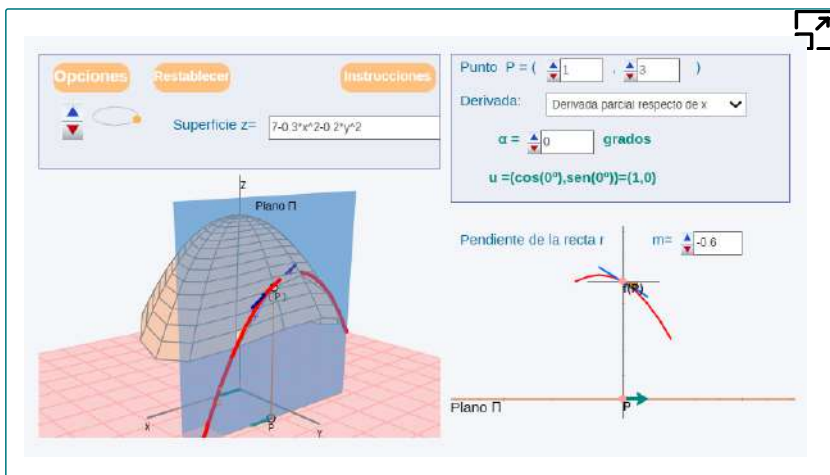 Opciones Restablecer Instrucciones
Superficie z= 7-0.3*x^2-0.2*y^2
Punto P = ( 1 , 3 )
Derivada: Derivada parcial respecto de x
α = 0 grados
u =(cos(0º),sen(0º))=(1,0)
z
Plano Π
f(P)
X
P
Y
Pendiente de la recta r m= -0.6
f(P)
Plano Π
P